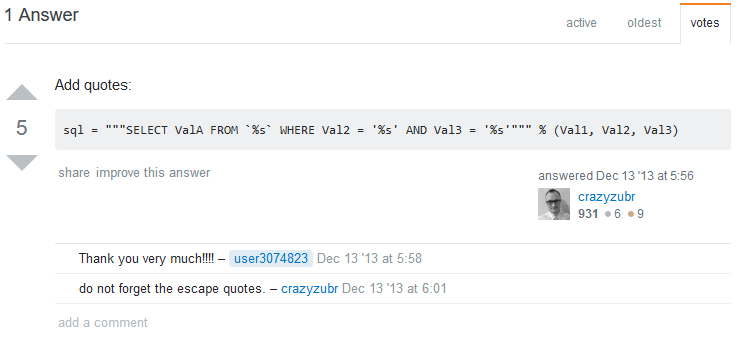 1 Answer
active oldest votes
Add quotes:
5
sql = """SELECT ValA FROM `%s` WHERE Val2 = '%s' AND Val3 = '%s'""" % (Val1, Val2, Val3)
share improve this answer
answered Dec 13 '13 at 5:56
crazyzubr
931 ●6 ●9
Thank you very much!!!! – user3074823 Dec 13 '13 at 5:58
do not forget the escape quotes. – crazyzubr Dec 13 '13 at 6:01
add a comment